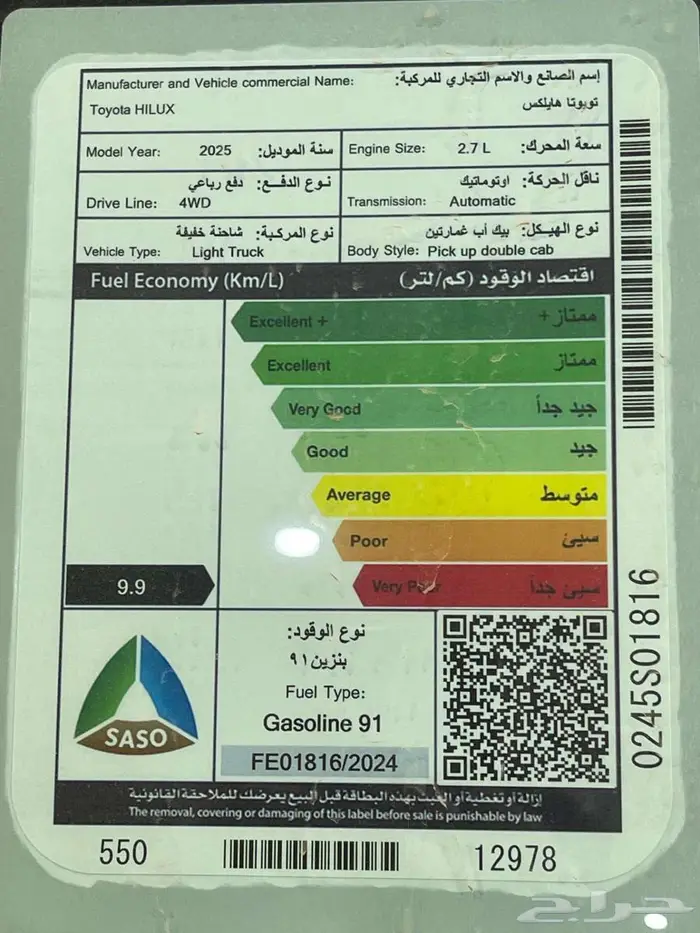 Manufacturer and Vehicle commercial Name: إسم الصانع والاسم التجاري للمركبة:
Toyota HILUX تويوتا هايلكس
Model Year: 2025 سنة الموديل:
Engine Size: 2.7 L سعة المحرك:
نوع الدفـــع: دفع رباعي
Drive Line: 4WD
ناقل الحركة: اوتوماتيك
Transmission: Automatic
نوع المركبة: شاحنة خفيفة
Vehicle Type: Light Truck
نوع الهيـكل: بيك أب غمارتين
Body Style: Pick up double cab
Fuel Economy (Km/L) اقتصاد الوقود (كم/لتر)
Excellent + ممتاز+
Excellent ممتاز
Very Good جيد جداً
Good جيد
Average متوسط
Poor سيئ
9.9
Very Poor سيئ جداً
SASO
نوع الوقود:
بنزين٩١
Fuel Type:
Gasoline 91
FE01816/2024
إزالة أو تغطية أو العبث بهذه البطاقة قبل البيع يعرضك للملاحقة القانونية
The removal, covering or damaging of this label before sale is punishable by law
550
12978
0245S01816
حراج